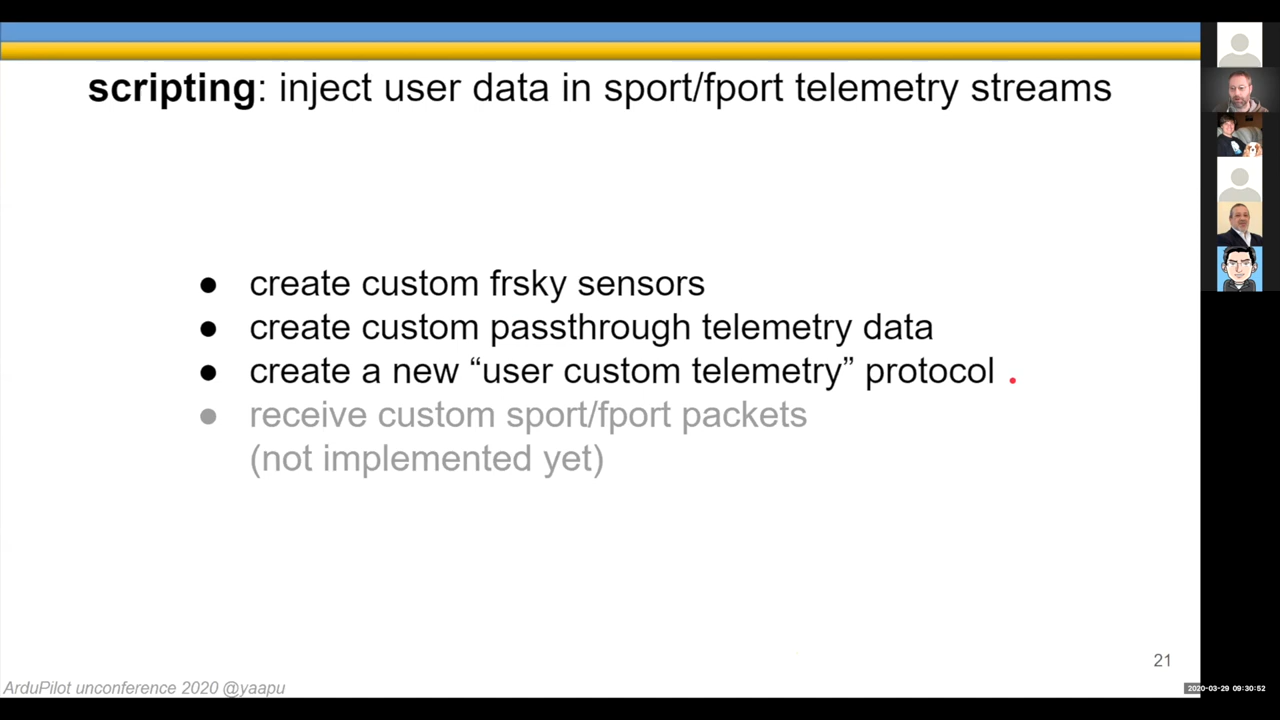 scripting: inject user data in sport/fport telemetry streams
● create custom frsky sensors
● create custom passthrough telemetry data
● create a new “user custom telemetry” protocol .
● receive custom sport/fport packets
(not implemented yet)
21
ArduPilot unconference 2020 @yaapu
2020-03-29 09:30:52